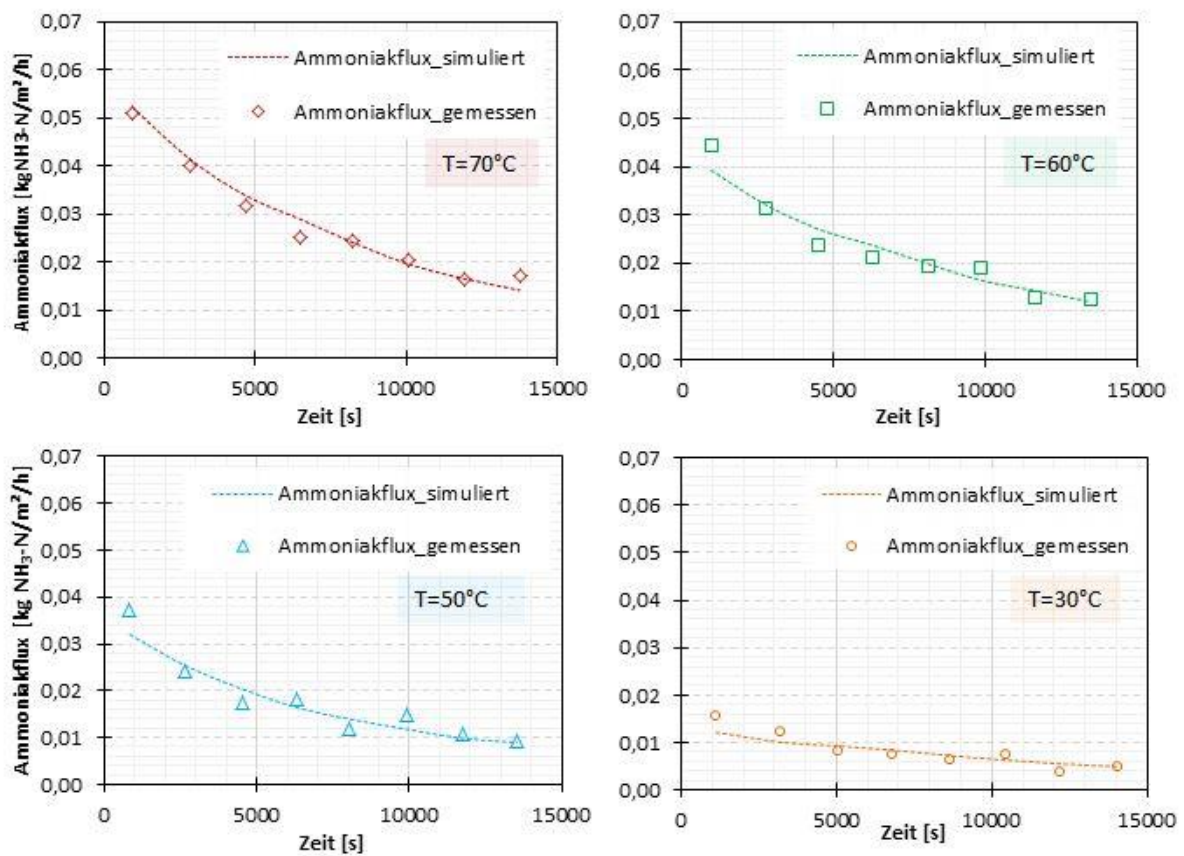 Ammoniakflux [kgNH3-N/m²/h]
0,07
0,06
0,05
0,04
0,03
0,02
0,01
0,00
Ammoniakflux_simuliert
Ammoniakflux_gemessen
T=70°C
0 5000 10000 15000
Zeit [s]
0,07
0,06
0,05
0,04
0,03
0,02
0,01
0,00
Ammoniakflux_simuliert
Ammoniakflux_gemessen
T=60°C
0 5000 10000 15000
Zeit [s]
Ammoniakflux [kg NH₃-N/m²/h]
0,07
0,06
0,05
0,04
0,03
0,02
0,01
0,00
Ammoniakflux_simuliert
Ammoniakflux_gemessen
T=50°C
0 5000 10000 15000
Zeit [s]
0,07
0,06
0,05
0,04
0,03
0,02
0,01
0,00
Ammoniakflux_simuliert
Ammoniakflux_gemessen
T=30°C
0 5000 10000 15000
Zeit [s]